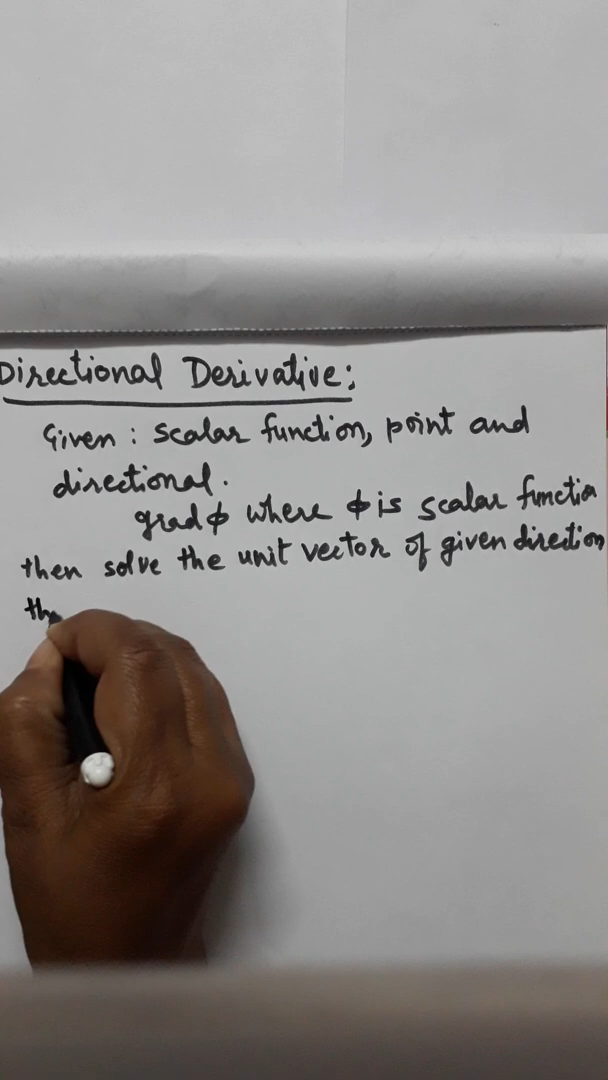 Directional Derivative:
Given: scalar function, point and
directional.
grad ϕ where ϕ is scalar function
then solve the unit vector of given direction
th